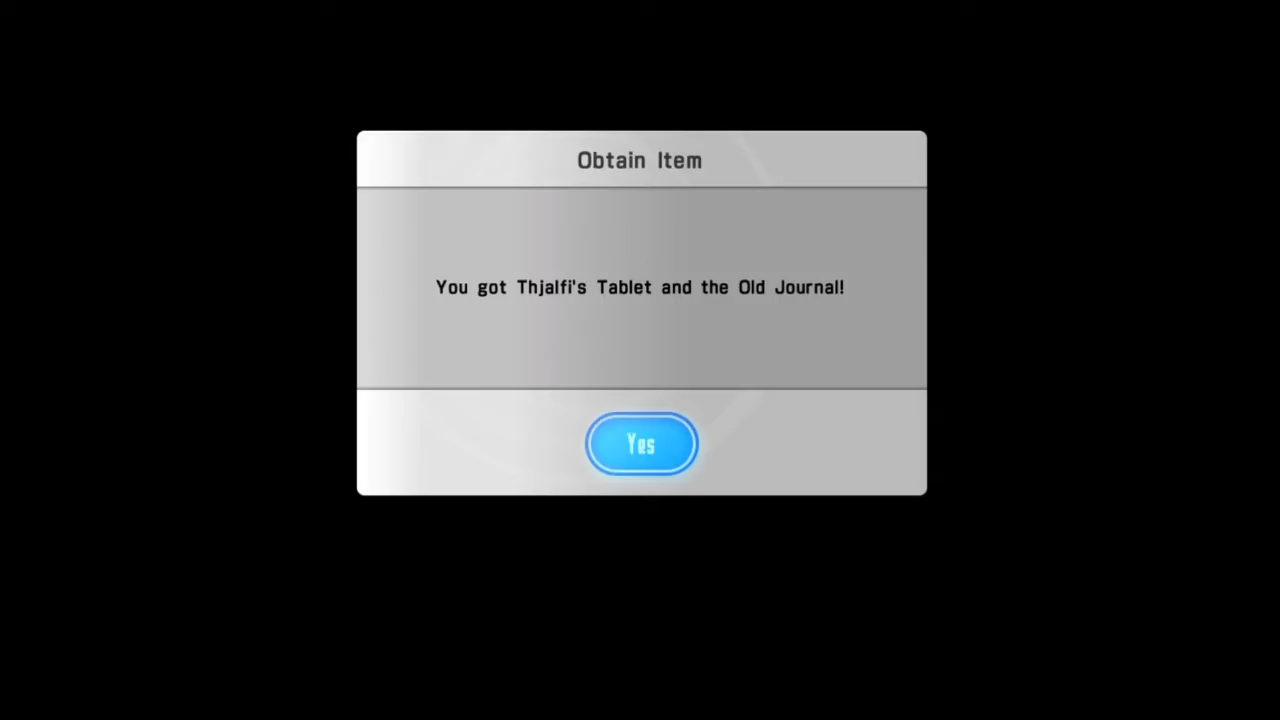 Obtain Item
You got Thjalfi's Tablet and the Old Journal!
Yes